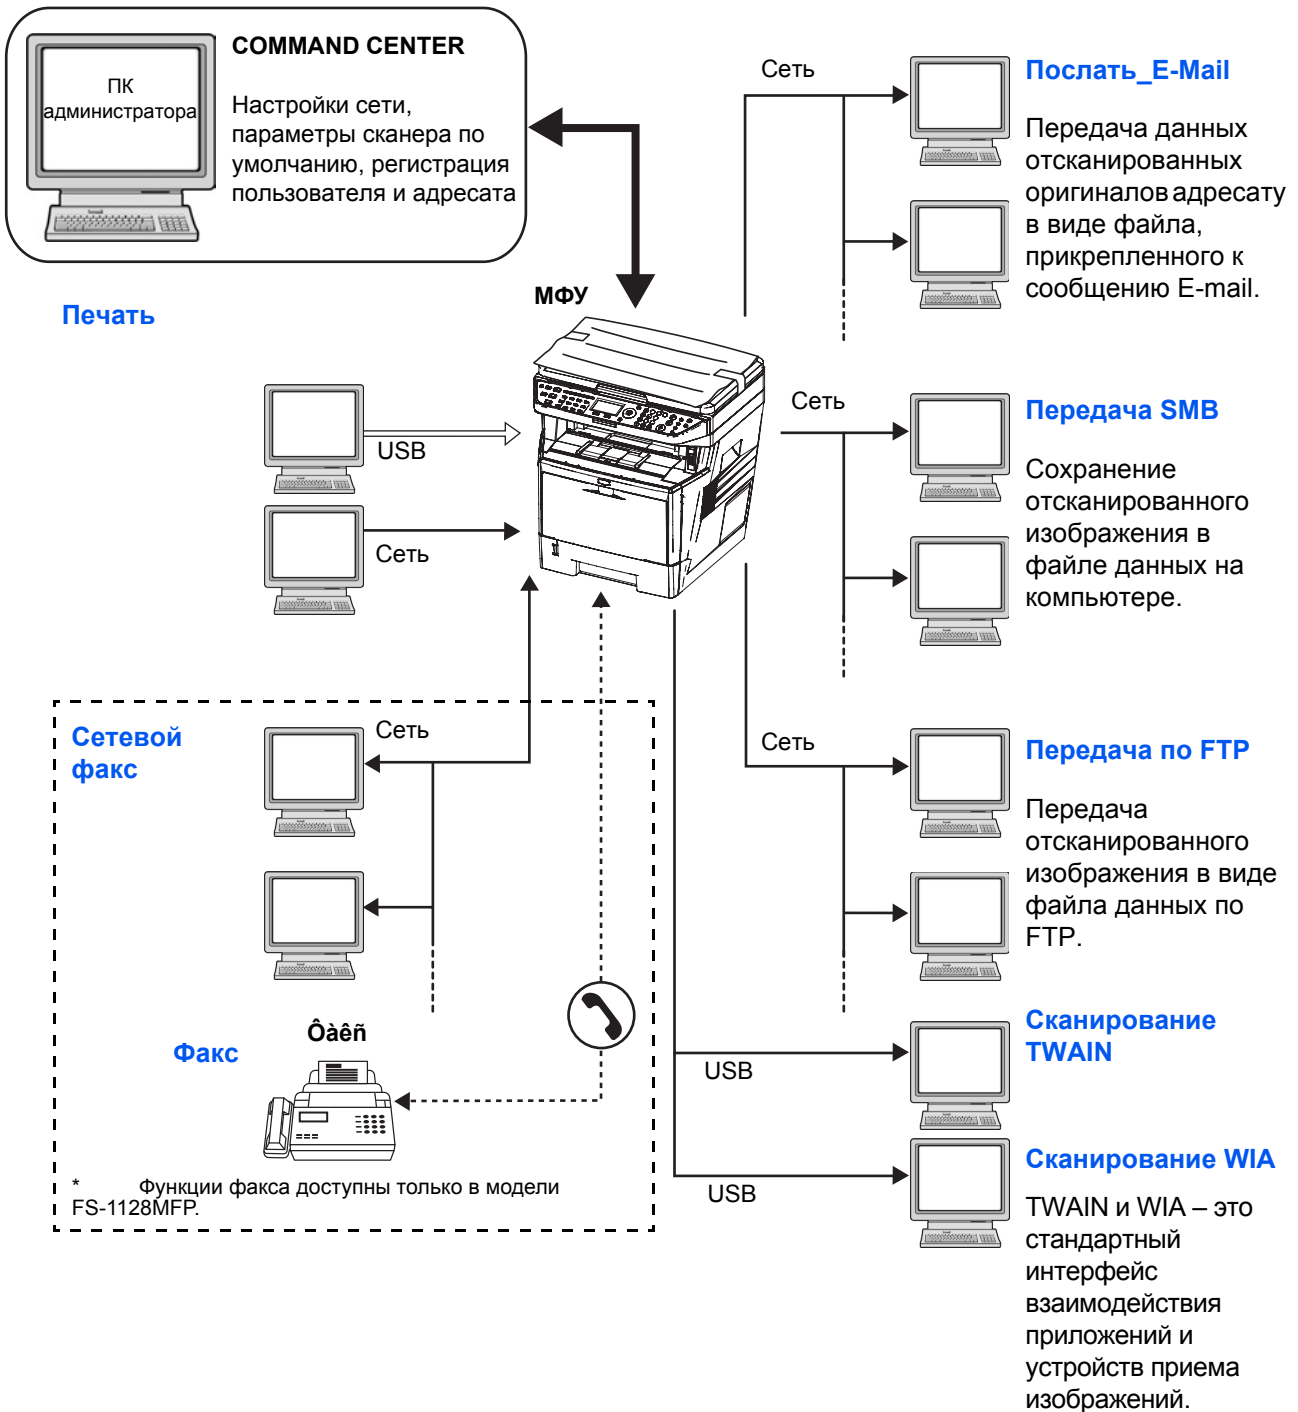 COMMAND CENTER
ПК
администратора
Настройки сети,
параметры сканера по
умолчанию, регистрация
пользователя и адресата
МФУ
Печать
USB
Сеть
Сеть
Послать_E-Mail
Передача данных
отсканированных
оригиналов адресату
в виде файла,
прикрепленного к
сообщению E-mail.
Сеть
Передача SMB
Сохранение
отсканированного
изображения в
файле данных на
компьютере.
Сеть
Передача по FTP
Передача
отсканированного
изображения в виде
файла данных по
FTP.
USB
Сканирование
TWAIN
USB
Сканирование WIA
TWAIN и WIA – это
стандартный
интерфейс
взаимодействия
приложений и
устройств приема
изображений.
Сетевой
факс
Сеть
Факс
Ôàêñ
* Функции факса доступны только в модели
FS-1128MFP.